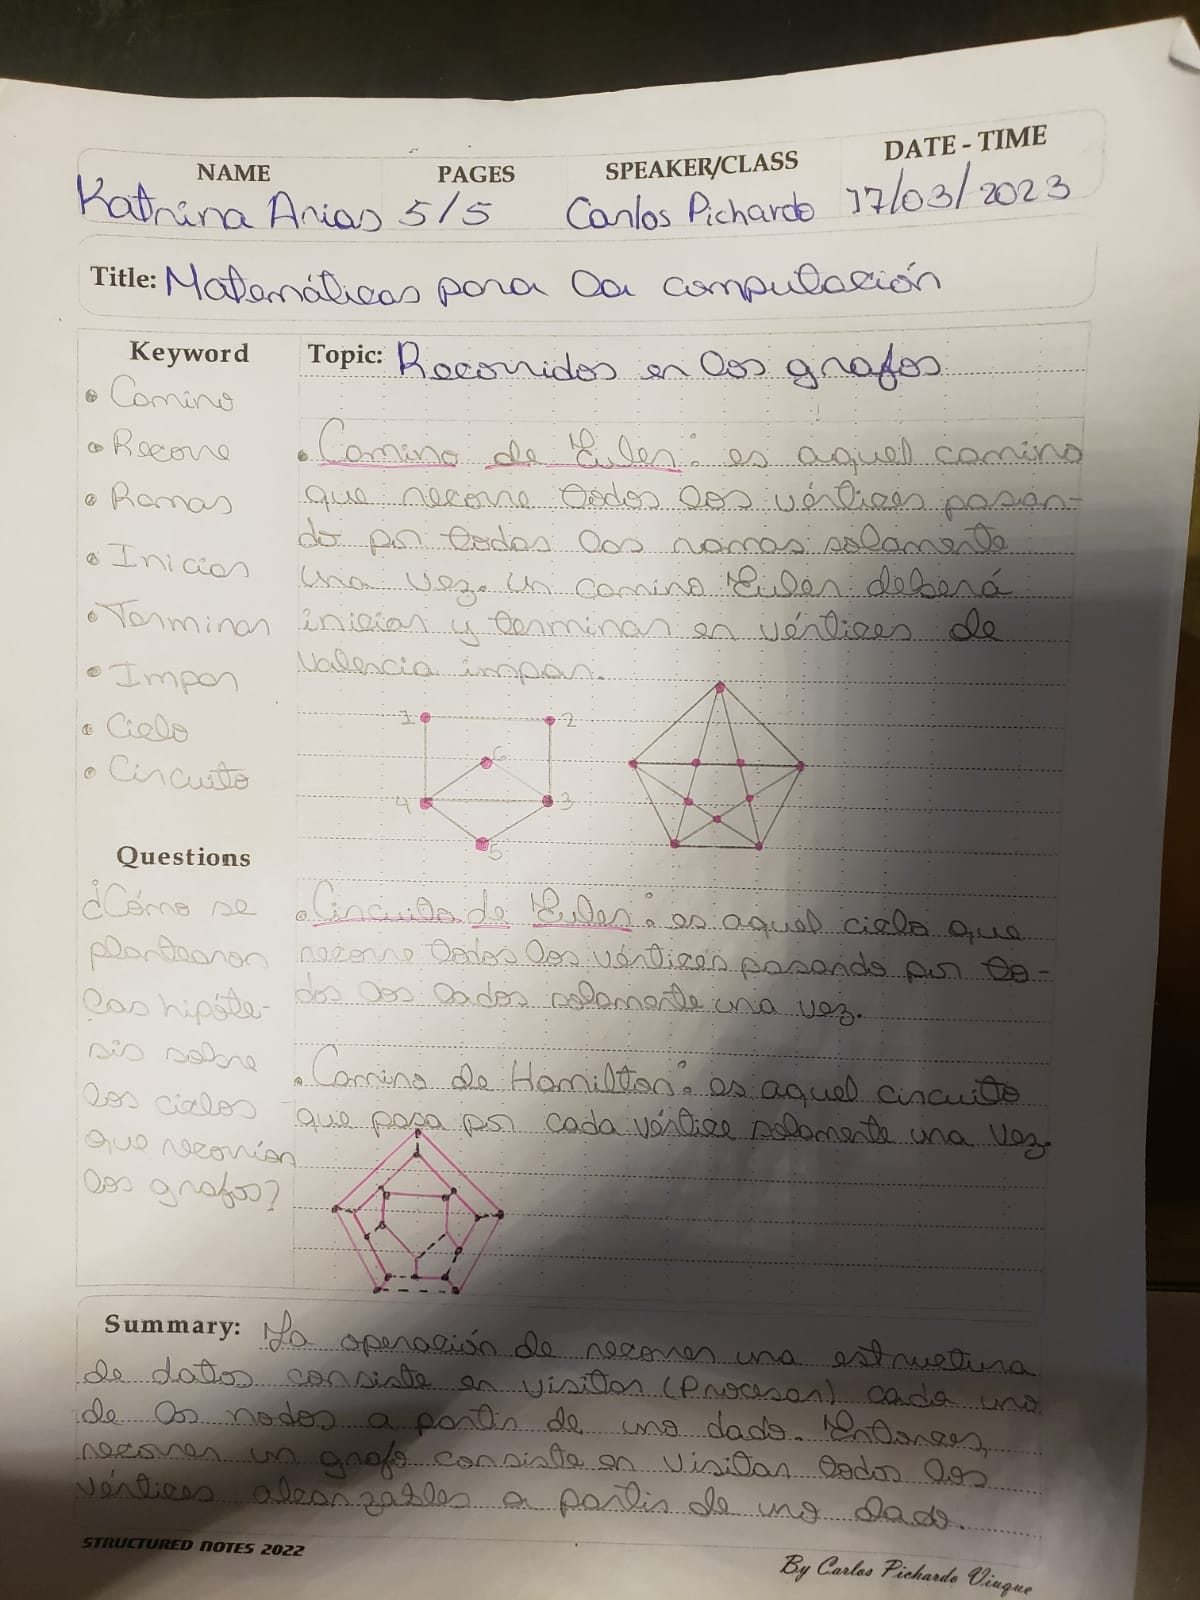 NAME PAGES SPEAKER/CLASS DATE - TIME
Katrina Arias 5/5 Carlos Pichardo 17/03/2023
Title: Matemáticas para la computación
Keyword
• Camino
• Recorre
• Ramas
• Iniciar
• Terminar
• Impar
• Ciclo
• Circuito
Questions
¿Cómo se
plantearon
las hipóte-
sis sobre
los ciclos
que recorrían
los grafos?
Topic: Recorridos en los grafos
• Camino de Euler: es aquel camino
que recorre todos los vértices pasan-
do por todas las ramas solamente
una vez. Un camino Euler deberá
iniciar y terminar en vértices de
valencia impar.
1 2
6
4 3
5
• Circuito de Euler: es aquel ciclo que
recorre todos los vértices pasando por to-
dos los lados solamente una vez.
• Camino de Hamilton: es aquel circuito
que pasa por cada vértice solamente una vez.
Summary: La operación de recorrer una estructura
de datos consiste en visitar (Procesar) cada uno
de los nodos a partir de uno dado. Entonces,
recorrer un grafo consiste en visitar todos los
vértices alcanzables a partir de uno dado.
STRUCTURED NOTES 2022
By Carlos Pichardo Viuque